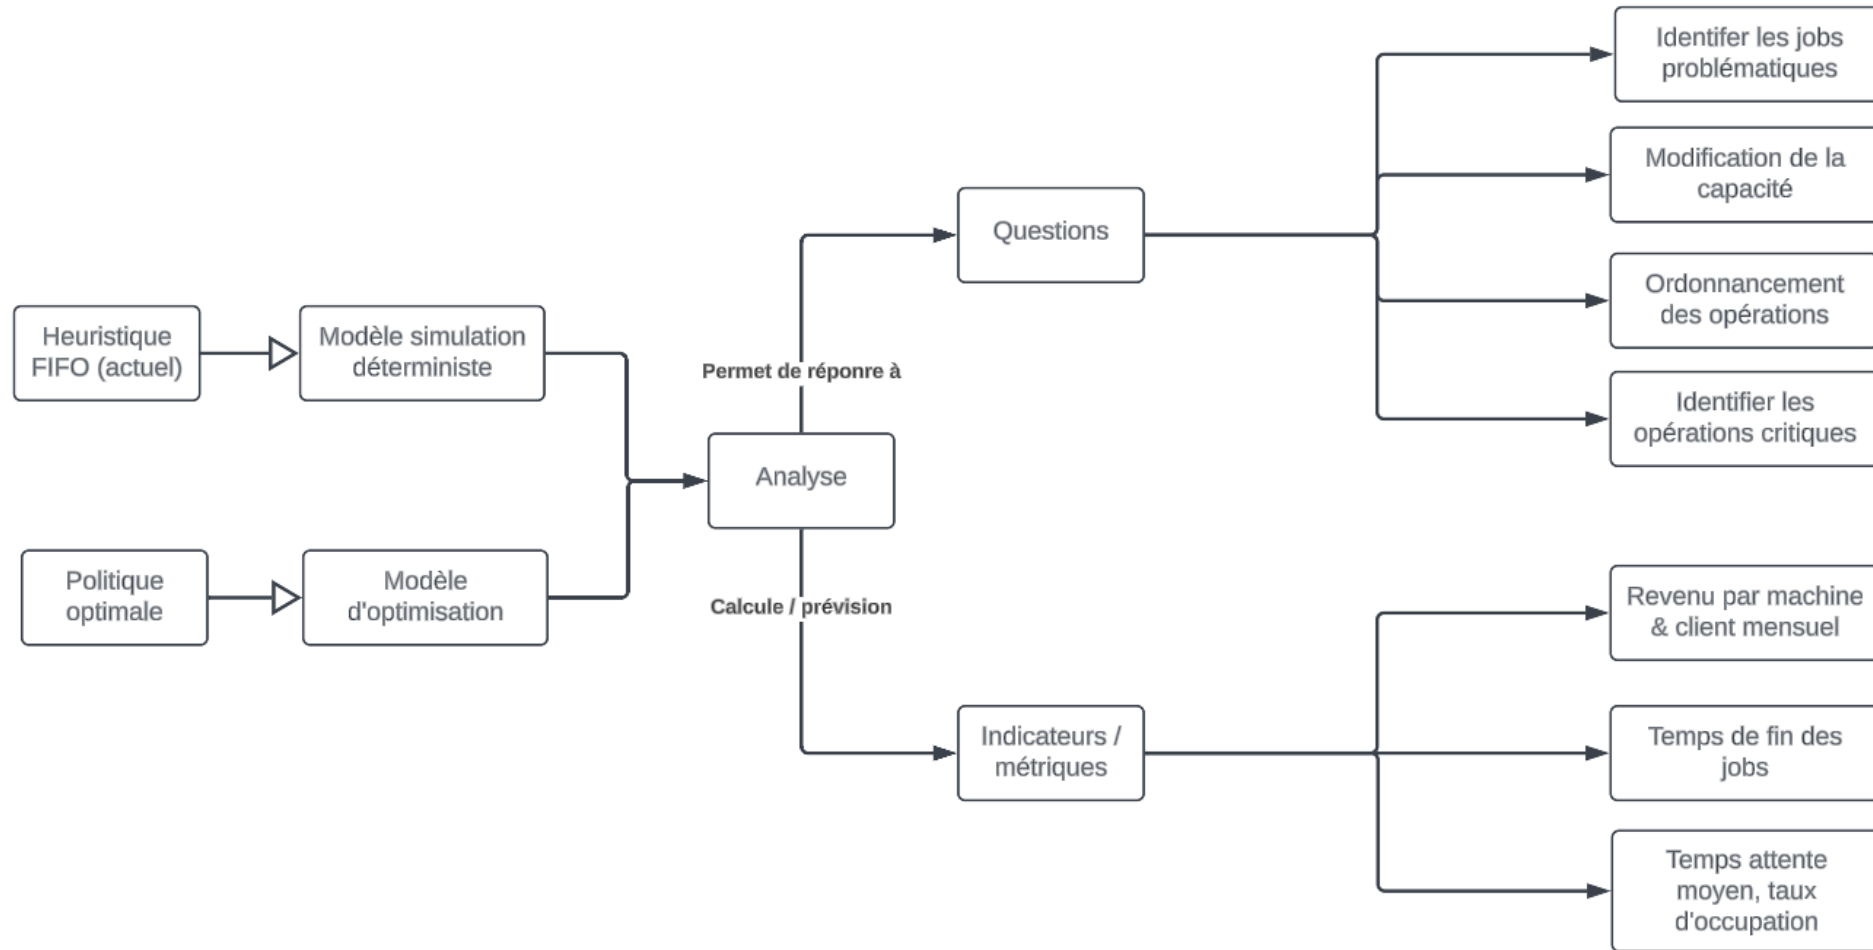 Heuristique
FIFO (actuel)
Modèle simulation
déterministe
Politique
optimale
Modèle
d'optimisation
Analyse
Permet de réponre à
Calcule / prévision
Questions
Identifer les jobs
problématiques
Modification de la
capacité
Ordonnancement
des opérations
Identifier les
opérations critiques
Indicateurs /
métriques
Revenu par machine
& client mensuel
Temps de fin des
jobs
Temps attente
moyen, taux
d'occupation